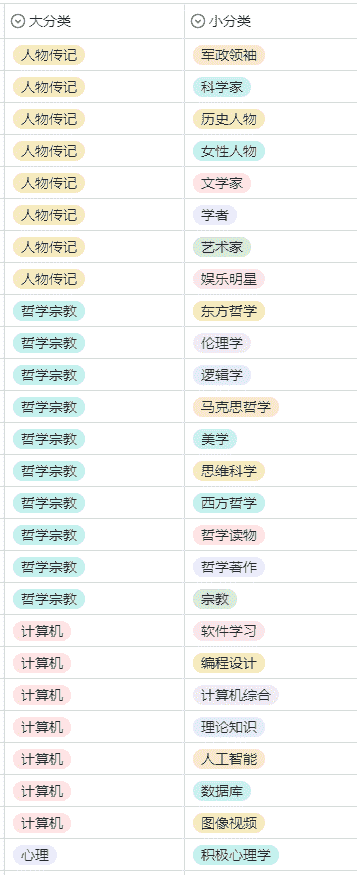 大分类 小分类
人物传记 军政领袖
人物传记 科学家
人物传记 历史人物
人物传记 女性人物
人物传记 文学家
人物传记 学者
人物传记 艺术家
人物传记 娱乐明星
哲学宗教 东方哲学
哲学宗教 伦理学
哲学宗教 逻辑学
哲学宗教 马克思哲学
哲学宗教 美学
哲学宗教 思维科学
哲学宗教 西方哲学
哲学宗教 哲学读物
哲学宗教 哲学著作
哲学宗教 宗教
计算机 软件学习
计算机 编程设计
计算机 计算机综合
计算机 理论知识
计算机 人工智能
计算机 数据库
计算机 图像视频
心理 积极心理学